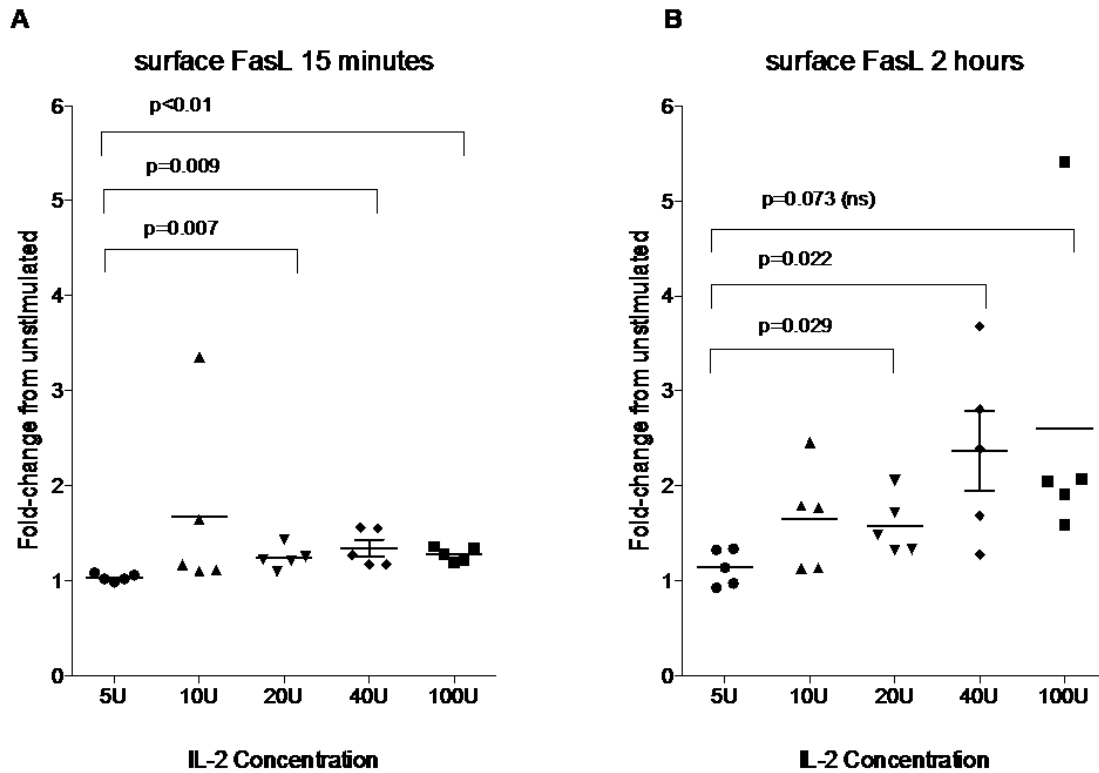 A
surface FasL 15 minutes
Fold-change from unstimulated
6
5
4
3
2
1
0
p<0.01
p=0.009
p=0.007
5U 10U 20U 40U 100U
IL-2 Concentration
B
surface FasL 2 hours
Fold-change from unstimulated
6
5
4
3
2
1
0
p=0.073 (ns)
p=0.022
p=0.029
5U 10U 20U 40U 100U
IL-2 Concentration